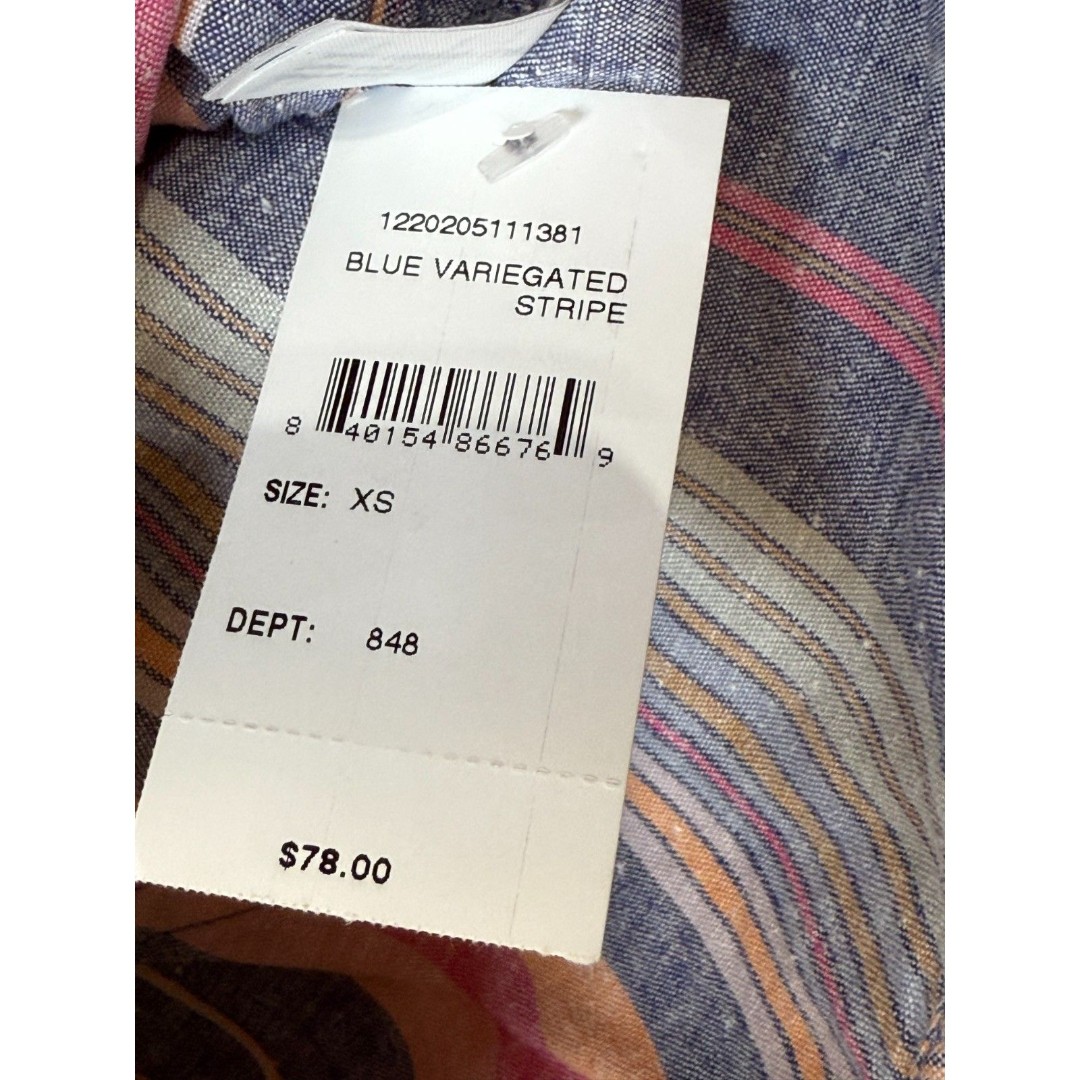 1220205111381
BLUE VARIEGATED
STRIPE
8 40154 86676 9
SIZE: XS
DEPT: 848
$78.00